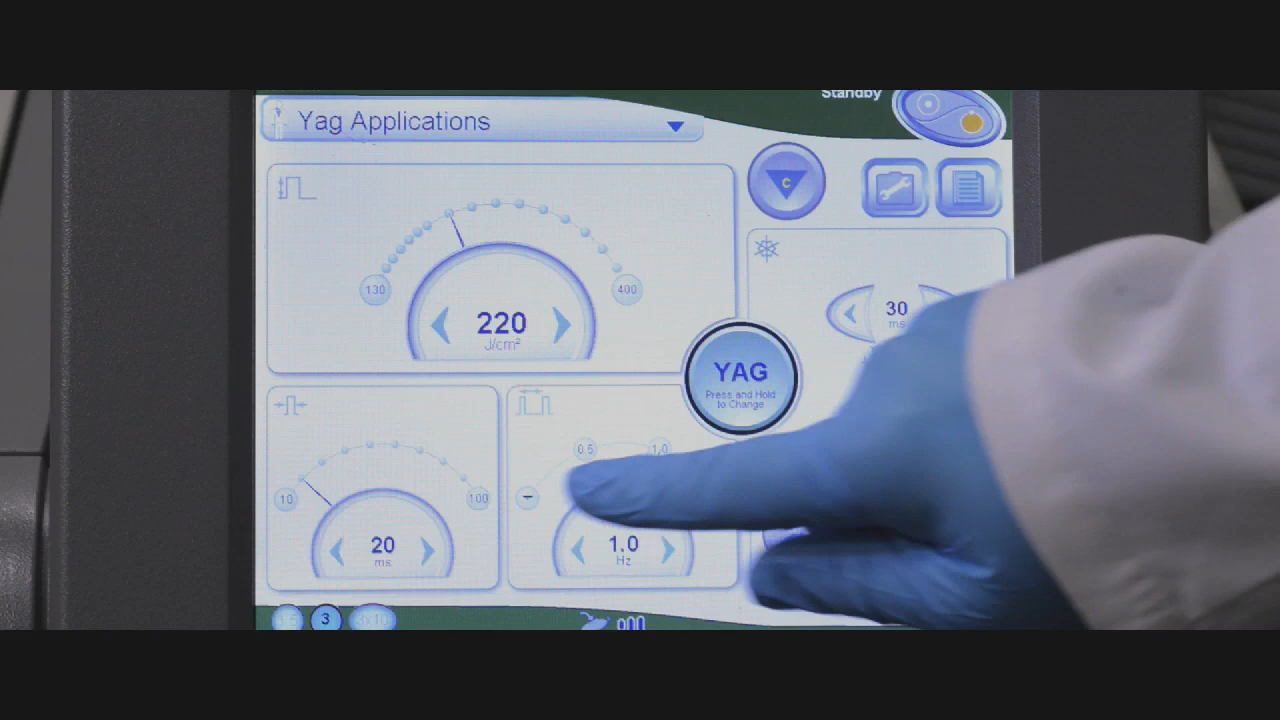 Standby
Yag Applications
C
130
400
220
J/cm²
30
ms
YAG
Press and Hold
to Change
10
100
20
ms
0.5
1.0
1.0
Hz
3